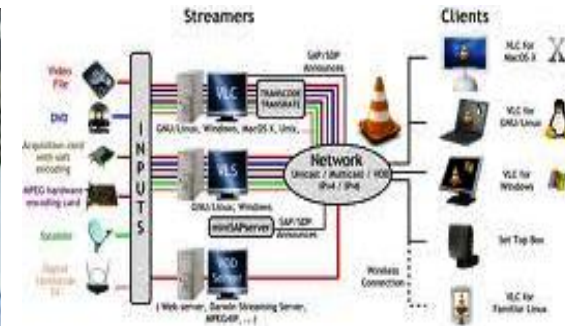 Streamers
Clients
Video
File
DVD
Acquisition card
with soft
encoding
MPEG hardware
encoding card
Satellite
Digital
Terrestrial
TV
INPUTS
VLC
TRANSCODE
TRANSRATE
GNU/Linux, Windows, MacOS X, Unix, ...
SAP/SDP
Announces
VLS
GNU/Linux, Windows
miniSAPserver
SAP/SDP
Announces
VOD
Server
( Web server, Darwin Streaming Server,
MPEG4IP, ... )
Network
Unicast / Multicast / VOD
IPv4 / IPv6
Wireless
Connection
VLC for
MacOS X
X
VLC for
GNU/Linux
VLC for
Windows
Set Top Box
VLC for
Familiar Linux